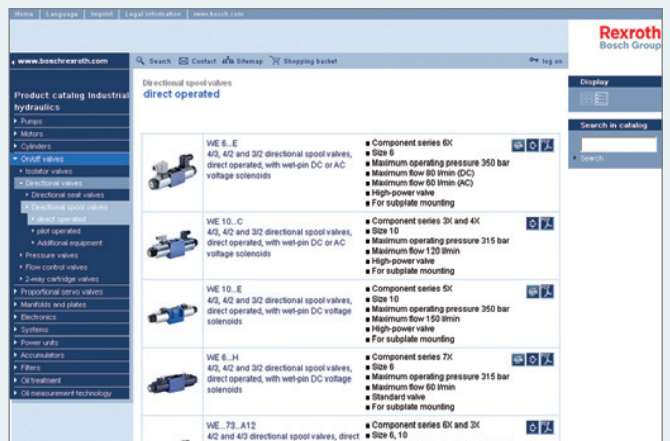 Home | Language | Imprint | Legal information | www.bosch.com
Rexroth
Bosch Group
www.boschrexroth.com
Search Contact Sitemap Shopping basket
log on
Product catalog Industrial
hydraulics
Pumps
Motors
Cylinders
On/off valves
Isolator valves
Directional valves
Directional seat valves
Directional spool valves
direct operated
pilot operated
Additional equipment
Pressure valves
Flow control valves
2-way cartridge valves
Proportional servo valves
Manifolds and plates
Electronics
Systems
Power units
Accumulators
Filters
Oil treatment
Oil measurement technology
Directional spool valves
direct operated
WE 6...E
4/3, 4/2 and 3/2 directional spool valves,
direct operated, with wet-pin DC or AC
voltage solenoids
■ Component series 6X
■ Size 6
■ Maximum operating pressure 350 bar
■ Maximum flow 80 l/min (DC)
■ Maximum flow 60 l/min (AC)
■ High-power valve
■ For subplate mounting
WE 10...C
4/3, 4/2 and 3/2 directional spool valves,
direct operated, with wet-pin DC or AC
voltage solenoids
■ Component series 3X and 4X
■ Size 10
■ Maximum operating pressure 315 bar
■ Maximum flow 120 l/min
■ High-power valve
■ For subplate mounting
WE 10...E
4/3, 4/2 and 3/2 directional spool valves,
direct operated, with wet-pin DC voltage
solenoids
■ Component series 5X
■ Size 10
■ Maximum operating pressure 350 bar
■ Maximum flow 150 l/min
■ High-power valve
■ For subplate mounting
WE 6...H
4/3, 4/2 and 3/2 directional spool valves,
direct operated, with wet-pin DC voltage
solenoids
■ Component series 7X
■ Size 6
■ Maximum operating pressure 315 bar
■ Maximum flow 60 l/min
■ Standard valve
■ For subplate mounting
WE...73...A12
4/2 and 4/3 directional spool valves, direct
■ Component series 6X and 2X
■ Size 6, 10
Display
Search in catalog
Search